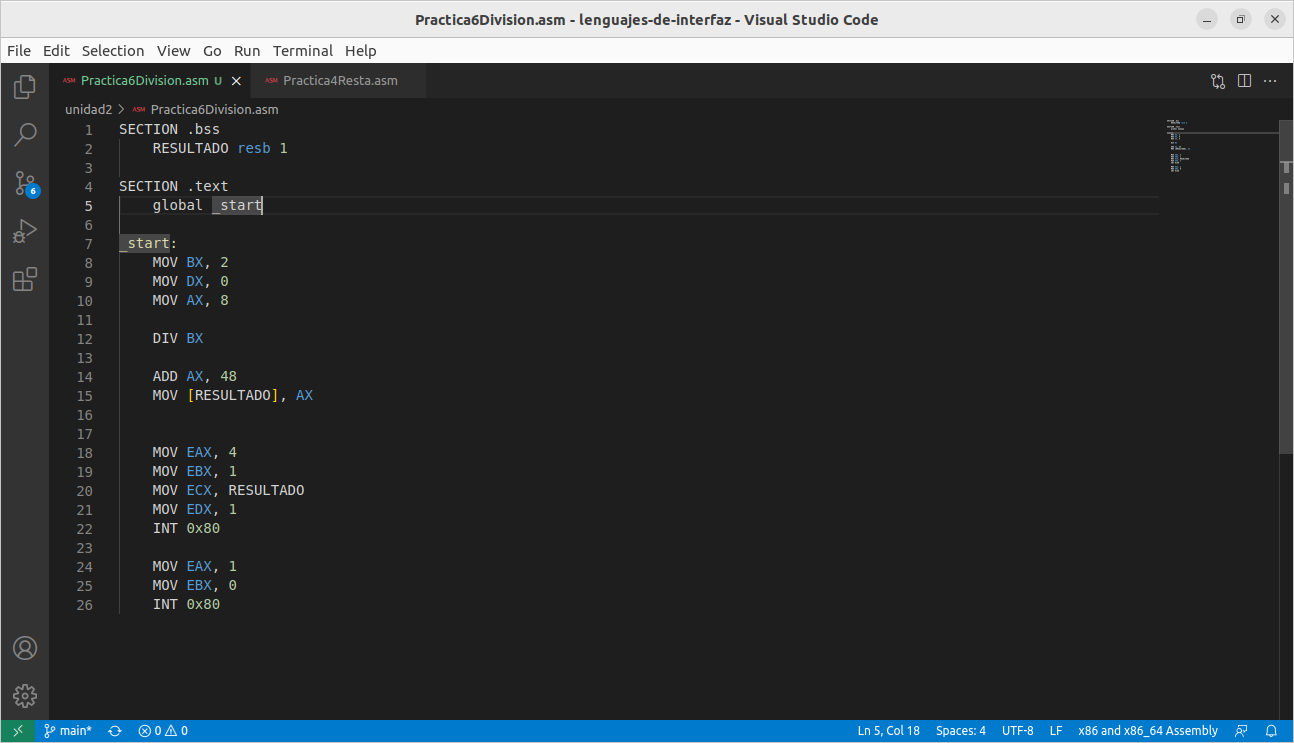 Practica6Division.asm - lenguajes-de-interfaz - Visual Studio Code
File Edit Selection View Go Run Terminal Help
ASM Practica6Division.asm U ASM Practica4Resta.asm
unidad2 > ASM Practica6Division.asm
1 SECTION .bss
2 RESULTADO resb 1
3
4 SECTION .text
5 global _start
6
7 _start:
8 MOV BX, 2
9 MOV DX, 0
10 MOV AX, 8
11
12 DIV BX
13
14 ADD AX, 48
15 MOV [RESULTADO], AX
16
17
18 MOV EAX, 4
19 MOV EBX, 1
20 MOV ECX, RESULTADO
21 MOV EDX, 1
22 INT 0x80
23
24 MOV EAX, 1
25 MOV EBX, 0
26 INT 0x80
6
main* 0 0 Ln 5, Col 18 Spaces: 4 UTF-8 LF x86 and x86_64 Assembly